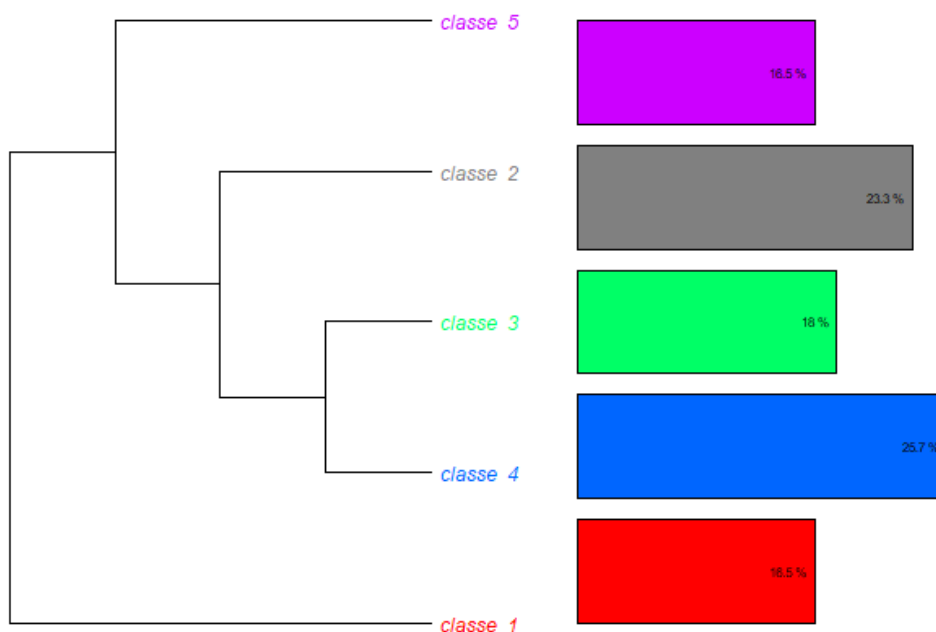 classe 5
16.5 %
classe 2
23.3 %
classe 3
18 %
classe 4
25.7 %
16.5 %
classe 1